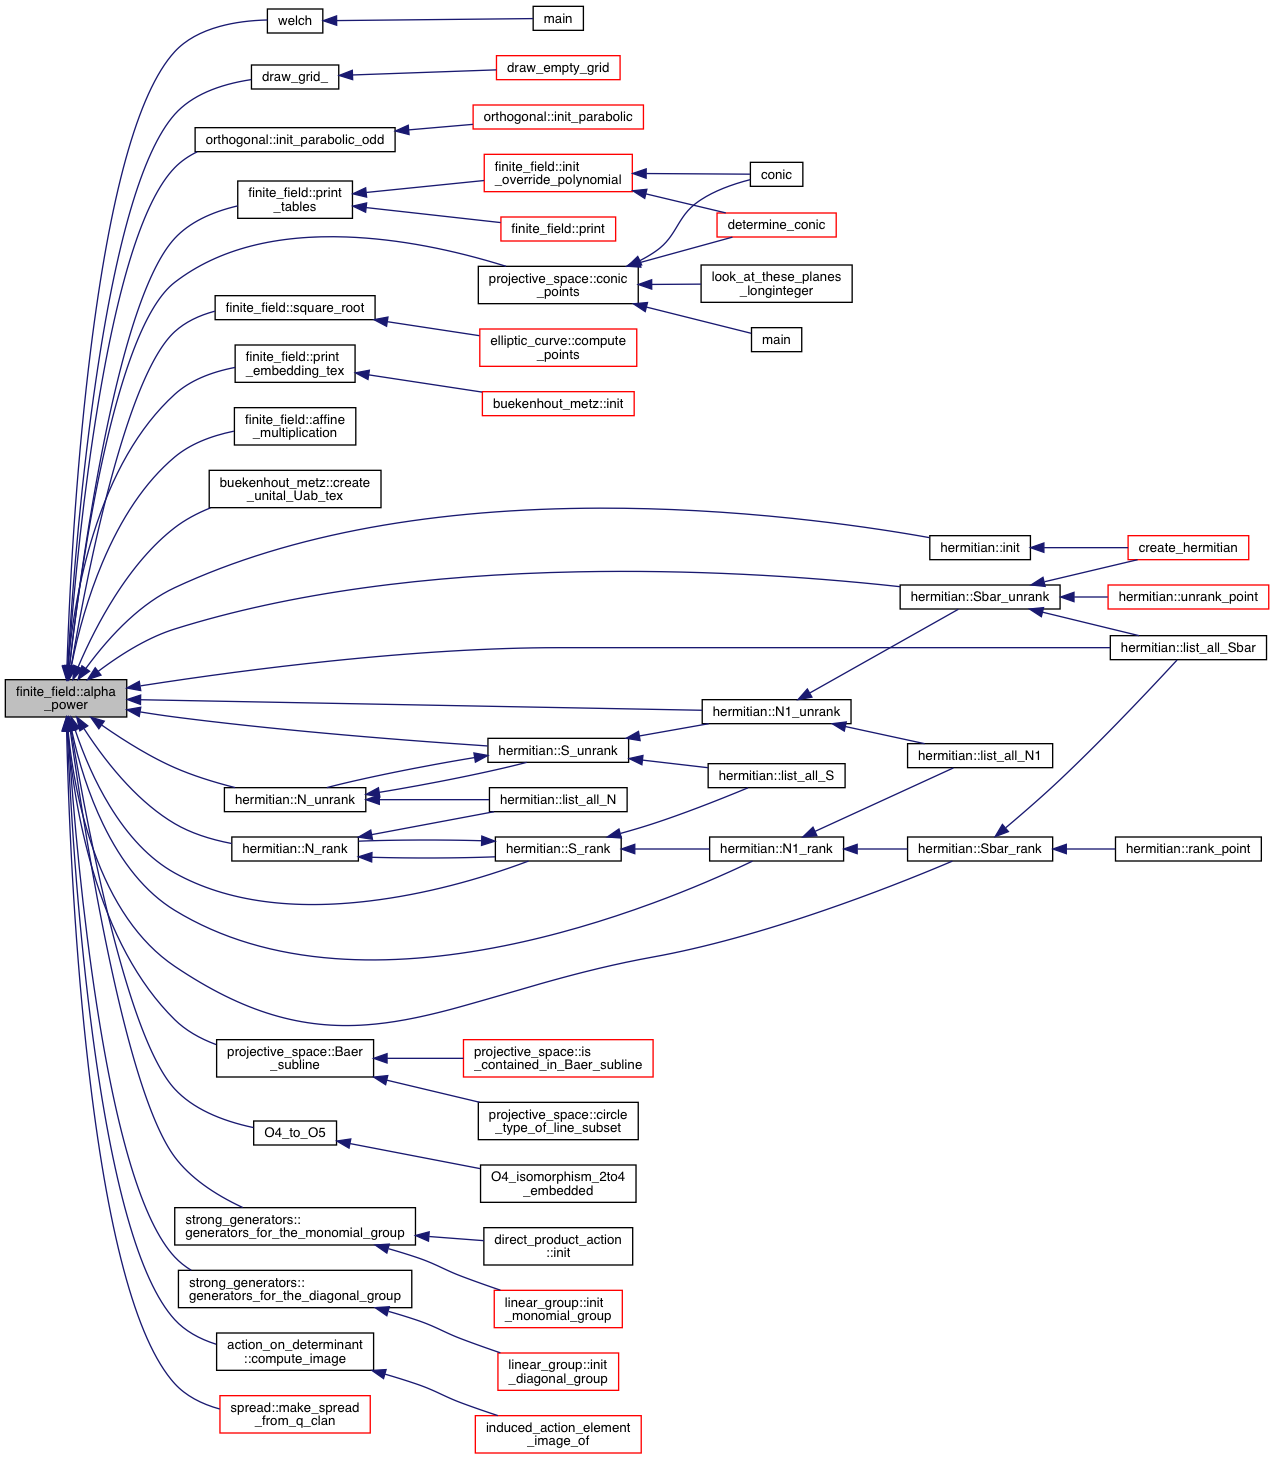 welch
main
draw_grid_
draw_empty_grid
orthogonal::init_parabolic_odd
orthogonal::init_parabolic
finite_field::print
_tables
finite_field::init
_override_polynomial
conic
finite_field::print
determine_conic
projective_space::conic
_points
look_at_these_planes
_longinteger
main
finite_field::square_root
elliptic_curve::compute
_points
finite_field::print
_embedding_tex
buekenhout_metz::init
finite_field::affine
_multiplication
buekenhout_metz::create
_unital_Uab_tex
hermitian::init
create_hermitian
hermitian::Sbar_unrank
hermitian::unrank_point
hermitian::list_all_Sbar
finite_field::alpha
_power
hermitian::N1_unrank
hermitian::S_unrank
hermitian::list_all_N1
hermitian::list_all_S
hermitian::N_unrank
hermitian::list_all_N
hermitian::N_rank
hermitian::S_rank
hermitian::N1_rank
hermitian::Sbar_rank
hermitian::rank_point
projective_space::Baer
_subline
projective_space::is
_contained_in_Baer_subline
projective_space::circle
_type_of_line_subset
O4_to_O5
O4_isomorphism_2to4
_embedded
strong_generators::
generators_for_the_monomial_group
direct_product_action
::init
strong_generators::
generators_for_the_diagonal_group
linear_group::init
_monomial_group
action_on_determinant
::compute_image
linear_group::init
_diagonal_group
spread::make_spread
_from_q_clan
induced_action_element
_image_of